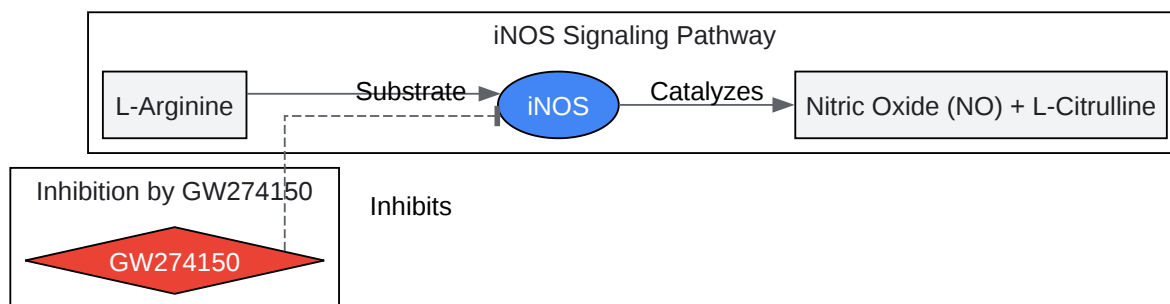 iNOS Signaling Pathway
L-Arginine
Substrate
iNOS
Catalyzes
Nitric Oxide (NO) + L-Citrulline
Inhibition by GW274150
Inhibits
GW274150